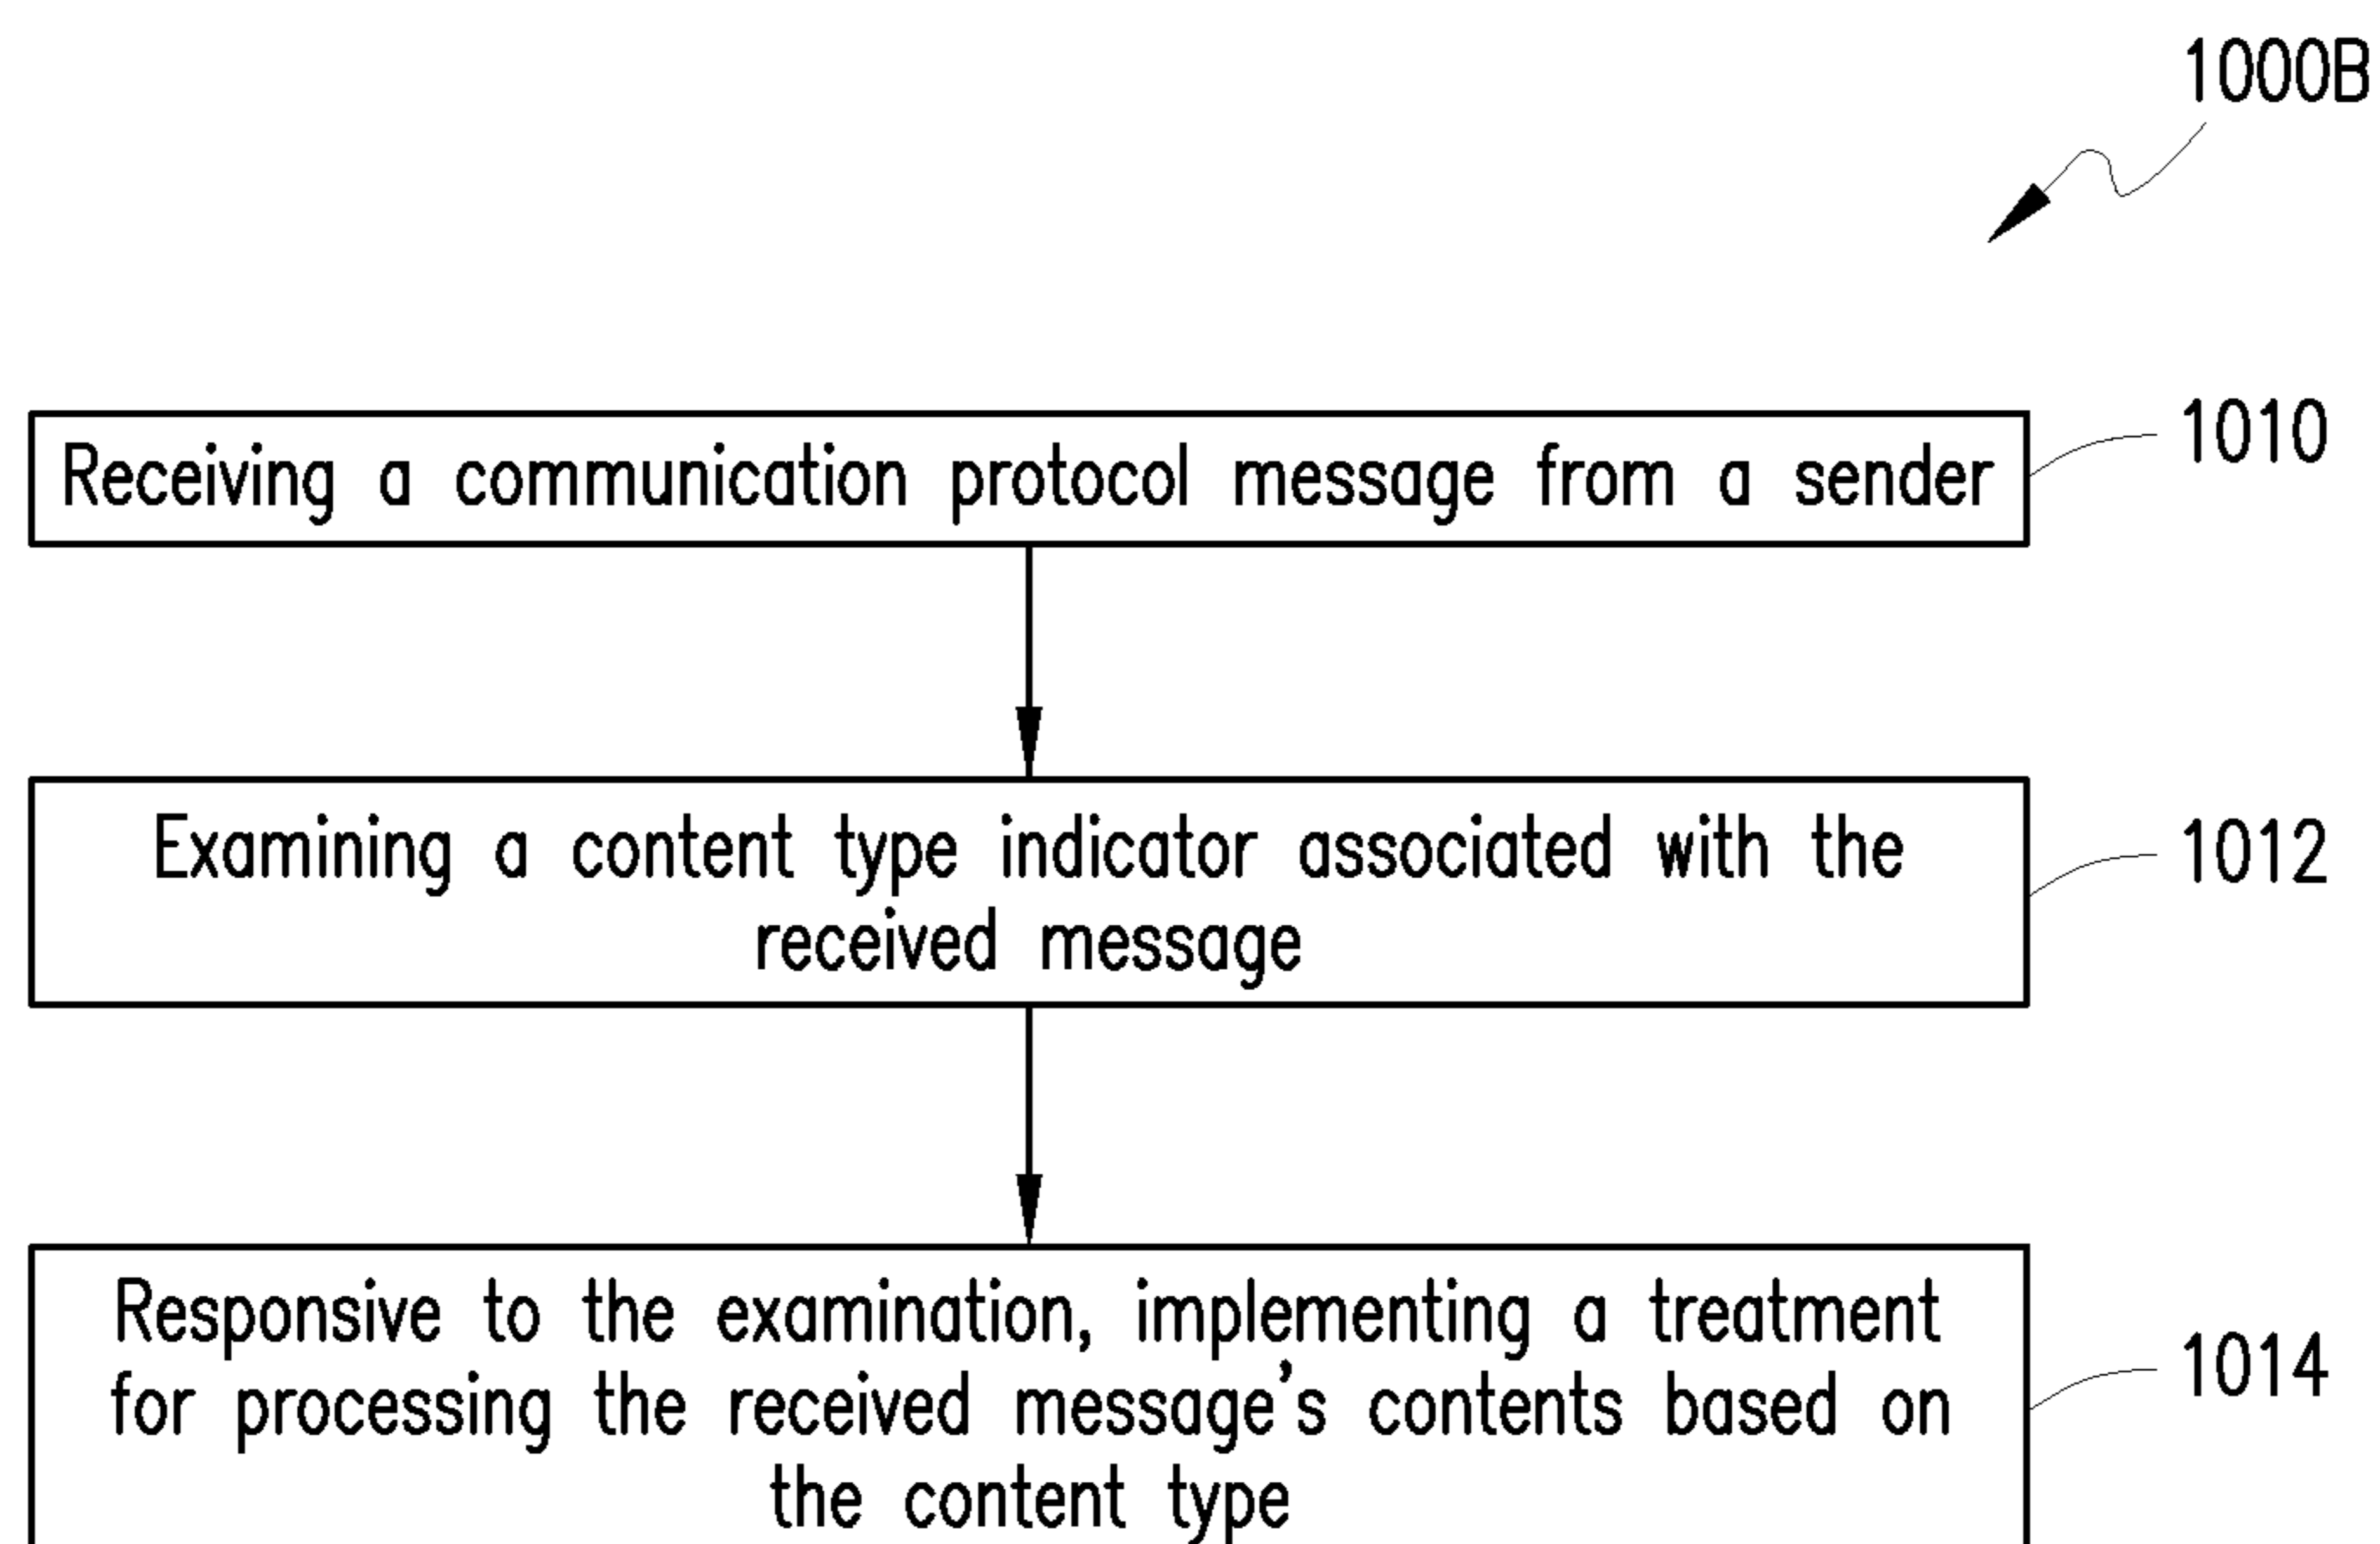 1000B
Receiving a communication protocol message from a sender
1010
Examining a content type indicator associated with the
received message
1012
Responsive to the examination, implementing a treatment
for processing the received message's contents based on
the content type
1014